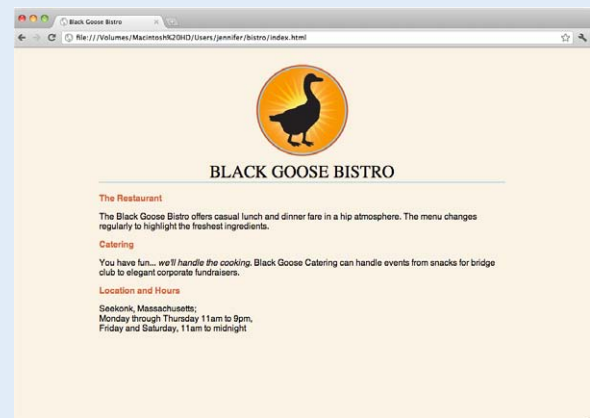 Black Goose Bistro
file:///Volumes/Macintosh%20HD/Users/jennifer/bistro/index.html
BLACK GOOSE BISTRO
The Restaurant
The Black Goose Bistro offers casual lunch and dinner fare in a hip atmosphere. The menu changes
regularly to highlight the freshest ingredients.
Catering
You have fun... we'll handle the cooking. Black Goose Catering can handle events from snacks for bridge
club to elegant corporate fundraisers.
Location and Hours
Seekonk, Massachusetts;
Monday through Thursday 11am to 9pm,
Friday and Saturday, 11am to midnight